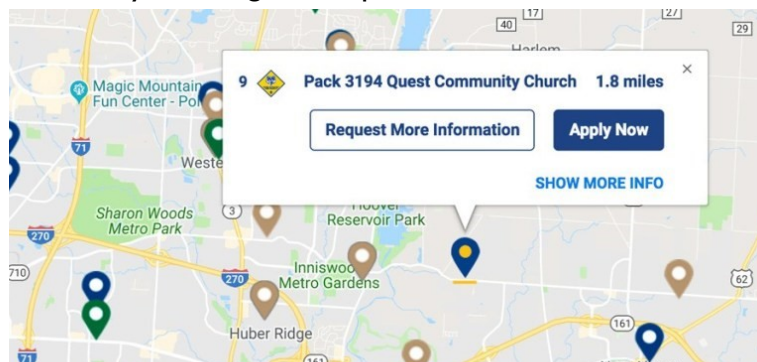 40
17
27
29
Harlem
Magic Mountain
Fun Center - Pol
9 Pack 3194 Quest Community Church 1.8 miles ×
Request More Information
Apply Now
SHOW MORE INFO
71
Weste
3
Hoover
Reservoir Park
Sharon Woods
Metro Park
270
710
Inniswoo
Metro Gardens
270
62
161
Huber Ridge
71
161